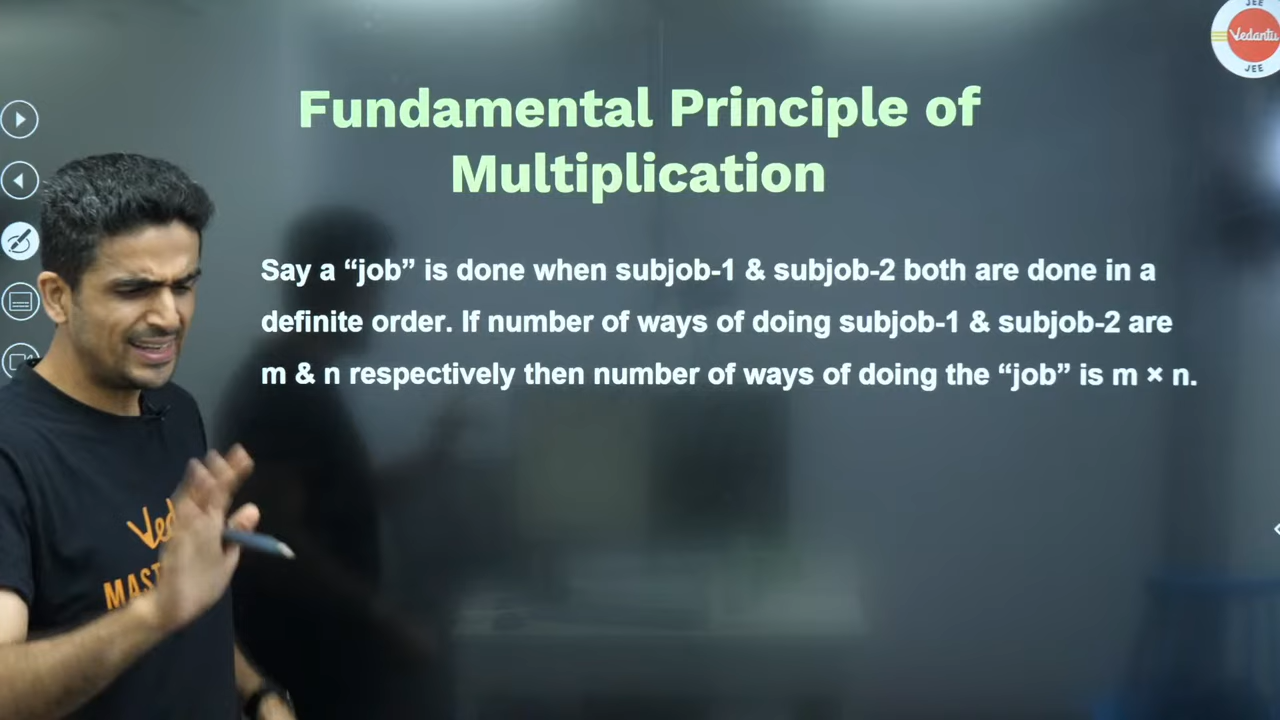 JEE
Vedantu
JEE
Fundamental Principle of
Multiplication
Say a “job” is done when subjob-1 & subjob-2 both are done in a
definite order. If number of ways of doing subjob-1 & subjob-2 are
m & n respectively then number of ways of doing the “job” is m × n.
Ved
MAST